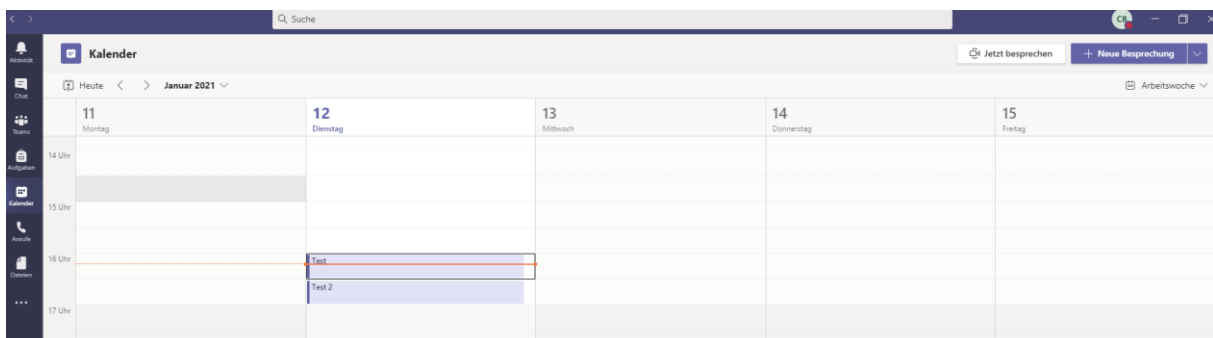 Suche
CB
Aktivität
Kalender
Jetzt besprechen
+ Neue Besprechung
Chat
Heute
Januar 2021
Arbeitswoche
Teams
11
Montag
12
Dienstag
13
Mittwoch
14
Donnerstag
15
Freitag
Aufgaben
14 Uhr
Kalender
15 Uhr
Anrufe
16 Uhr
Test
Dateien
Test 2
17 Uhr